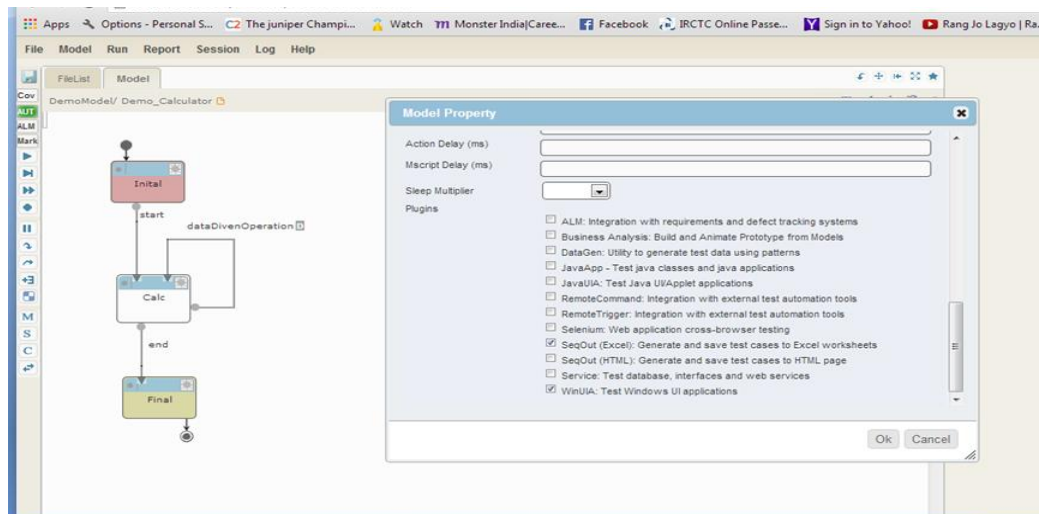 Apps Options - Personal S... C2 The juniper Champi... Watch m Monster India|Caree... Facebook IRCTC Online Passe... Sign in to Yahoo! Rang Jo Lagyo | Ra.
File Model Run Report Session Log Help
FileList Model
DemoModel/ Demo_Calculator
Cov
AUT
ALM
Mark
M
S
C
Inital
start
dataDivenOperation
Calc
end
Final
Model Property
Action Delay (ms)
Mscript Delay (ms)
Sleep Multiplier
Plugins
ALM: Integration with requirements and defect tracking systems
Business Analysis: Build and Animate Prototype from Models
DataGen: Utility to generate test data using patterns
JavaApp - Test java classes and java applications
JavaUIA: Test Java UI/Applet applications
RemoteCommand: Integration with external test automation tools
RemoteTrigger: Integration with external test automation tools
Selenium: Web application cross-browser testing
SeqOut (Excel): Generate and save test cases to Excel worksheets
SeqOut (HTML): Generate and save test cases to HTML page
Service: Test database, interfaces and web services
WinUIA: Test Windows UI applications
Ok Cancel